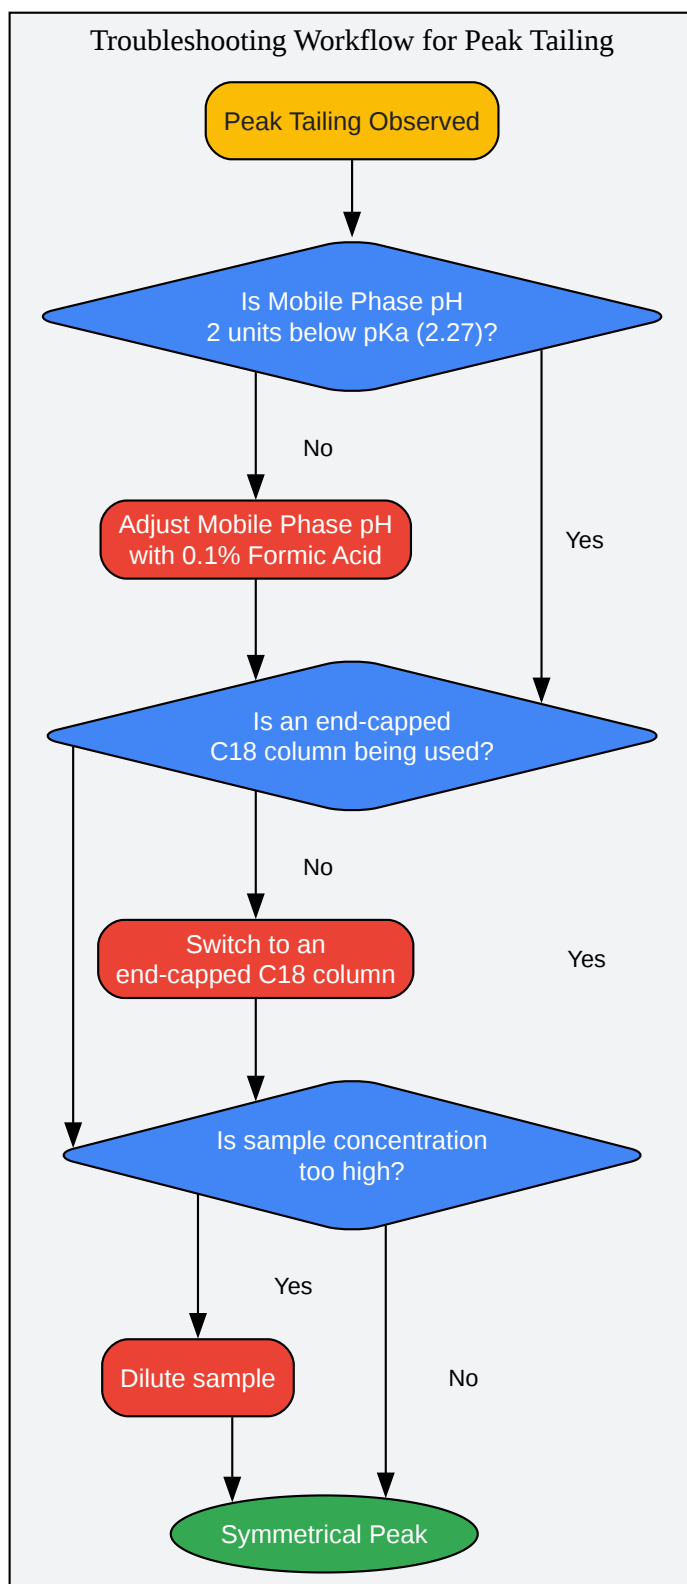 Troubleshooting Workflow for Peak Tailing
Peak Tailing Observed
Is Mobile Phase pH
2 units below pKa (2.27)?
No
Adjust Mobile Phase pH
with 0.1% Formic Acid
Yes
Is an end-capped
C18 column being used?
No
Switch to an
end-capped C18 column
Yes
Is sample concentration
too high?
Yes
Dilute sample
No
Symmetrical Peak